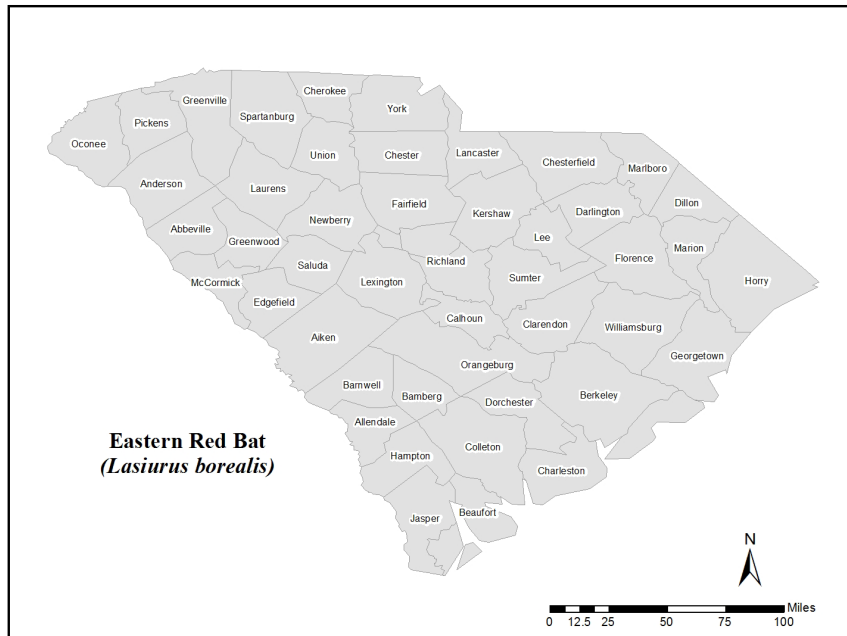 Cherokee
Greenville
York
Spartanburg
Pickens
Oconee
Union
Chester
Lancaster
Chesterfield
Marlboro
Anderson
Laurens
Dillon
Fairfield
Kershaw
Darlington
Newberry
Abbeville
Greenwood
Lee
Marion
Richland
Florence
Saluda
McCormick
Lexington
Sumter
Horry
Edgefield
Calhoun
Clarendon
Williamsburg
Aiken
Georgetown
Orangeburg
Barnwell
Bamberg
Dorchester
Berkeley
Allendale
Eastern Red Bat
(Lasiurus borealis)
Hampton
Colleton
Charleston
Jasper
Beaufort
N
Miles
0 12.5 25 50 75 100